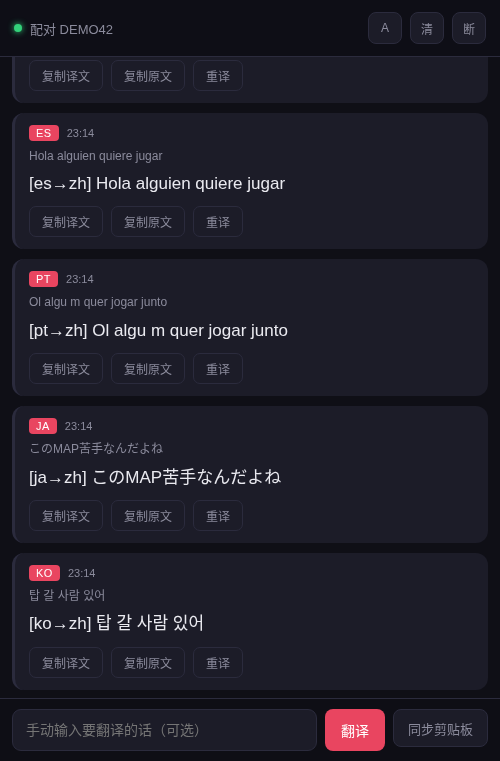 配对 DEMO42
A 清 断
复制译文 复制原文 重译
ES 23:14
Hola alguien quiere jugar
[es→zh] Hola alguien quiere jugar
复制译文 复制原文 重译
PT 23:14
Ol algu m quer jogar junto
[pt→zh] Ol algu m quer jogar junto
复制译文 复制原文 重译
JA 23:14
このMAP苦手なんだよね
[ja→zh] このMAP苦手なんだよね
复制译文 复制原文 重译
KO 23:14
탑 갈 사람 있어
[ko→zh] 탑 갈 사람 있어
复制译文 复制原文 重译
手动输入要翻译的话（可选） 翻译 同步剪贴板